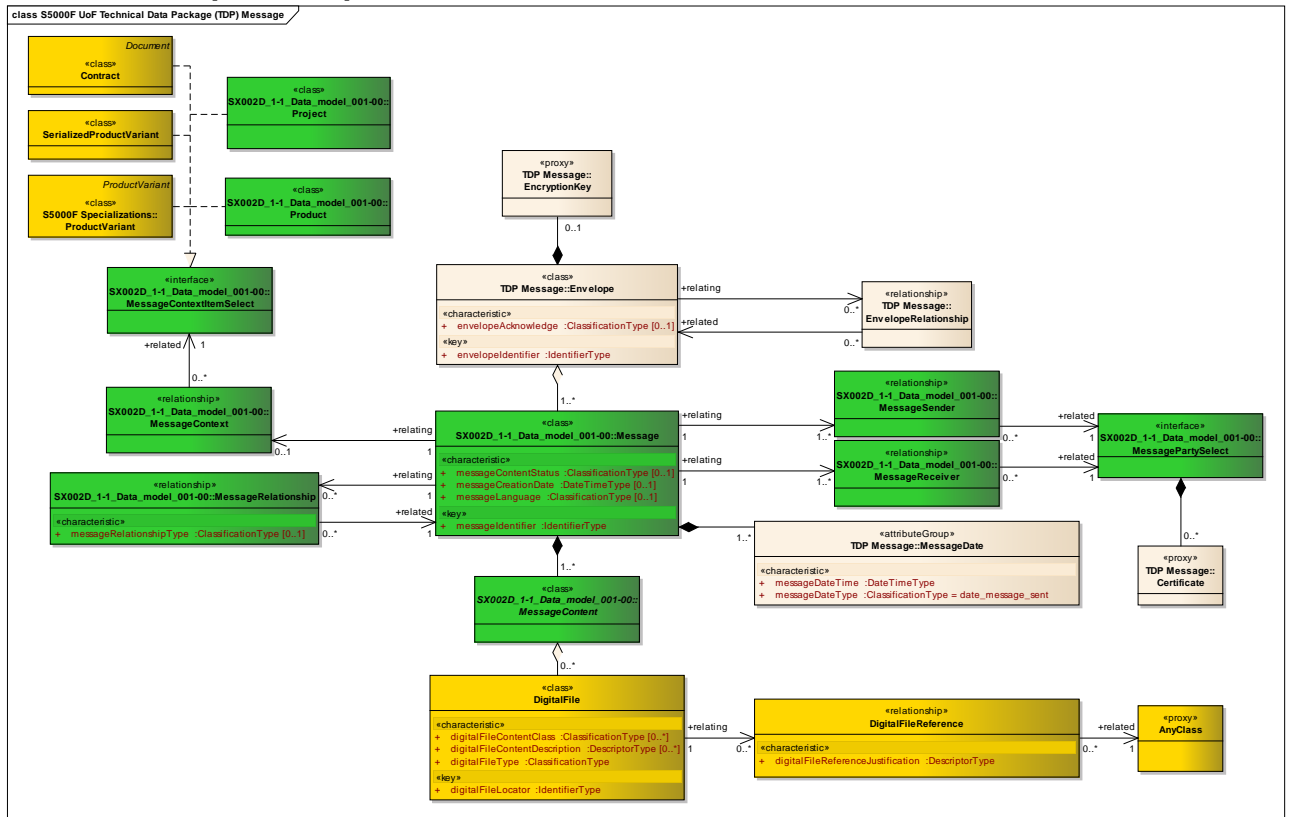 class S5000F UoF Technical Data Package (TDP) Message
Document
«class»
Contract
«class»
SX002D_1-1_Data_model_001-00::
Project
«class»
SerializedProductVariant
ProductVariant
«class»
S5000F Specializations::
ProductVariant
«class»
SX002D_1-1_Data_model_001-00::
Product
«proxy»
TDP Message::
EncryptionKey
0..1
«interface»
SX002D_1-1_Data_model_001-00::
MessageContextItemSelect
+related
1
0..*
«class»
TDP Message::Envelope
«characteristic»
+ envelopeAcknowledge :ClassificationType [0..1]
«key»
+ envelopeIdentifier :IdentifierType
+relating
0..*
+related
0..*
«relationship»
TDP Message::
EnvelopeRelationship
1..*
«relationship»
SX002D_1-1_Data_model_001-00::
MessageContext
+relating
0..1
1
«class»
SX002D_1-1_Data_model_001-00::Message
«characteristic»
+ messageContentStatus :ClassificationType [0..1]
+ messageCreationDate :DateTimeType [0..1]
+ messageLanguage :ClassificationType [0..1]
«key»
+ messageIdentifier :IdentifierType
+relating
1
1..*
«relationship»
SX002D_1-1_Data_model_001-00::
MessageSender
+related
0..*
1
+relating
1
1..*
«relationship»
SX002D_1-1_Data_model_001-00::
MessageReceiver
+related
0..*
1
«interface»
SX002D_1-1_Data_model_001-00::
MessagePartySelect
0..*
«relationship»
SX002D_1-1_Data_model_001-00::MessageRelationship
«characteristic»
+ messageRelationshipType :ClassificationType [0..1]
+relating
0..*
1
+related
0..*
1
1..*
«attributeGroup»
TDP Message::MessageDate
«characteristic»
+ messageDateTime :DateTimeType
+ messageDateType :ClassificationType = date_message_sent
«proxy»
TDP Message::
Certificate
1..*
«class»
SX002D_1-1_Data_model_001-00::
MessageContent
0..*
«class»
DigitalFile
«characteristic»
+ digitalFileContentClass :ClassificationType [0..*]
+ digitalFileContentDescription :DescriptorType [0..*]
+ digitalFileType :ClassificationType
«key»
+ digitalFileLocator :IdentifierType
+relating
1
0..*
«relationship»
DigitalFileReference
«characteristic»
+ digitalFileReferenceJustification :DescriptorType
+related
0..*
1
«proxy»
AnyClass